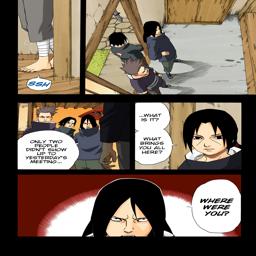 SSH
...WHAT
IS IT?
WHAT
BRINGS
YOU ALL
HERE?
ONLY TWO
PEOPLE
DIDN'T SHOW
UP TO
YESTERDAY'S
MEETING...
WHERE
WERE
YOU?